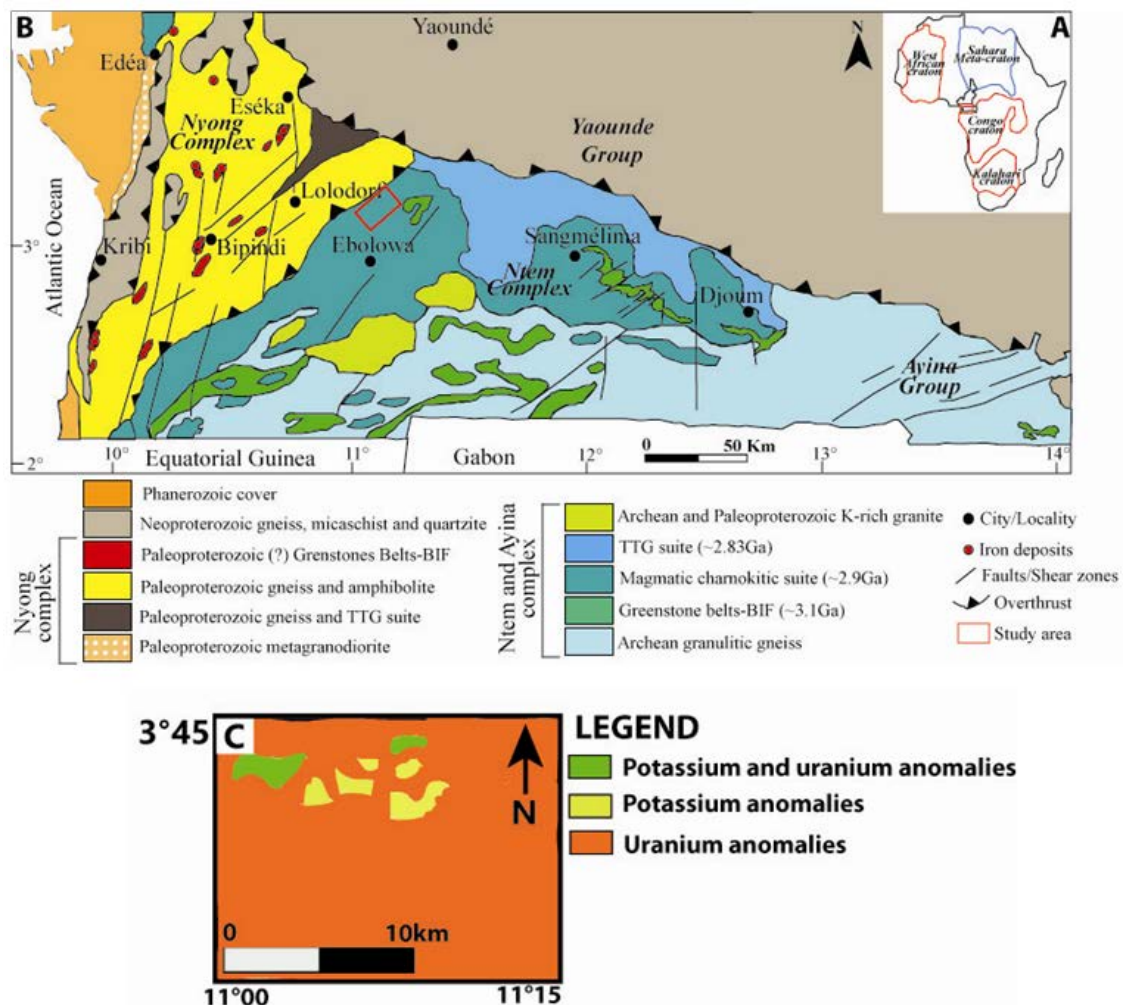 B
A
N
Yaoundé
Edéa
Eséka
Nyong
Complex
Yaounde
Group
West
African
craton
Sahara
Meta-craton
Congo
craton
Kalahari
craton
Atlantic Ocean
Lolodorf
3°
Kribi
Bipindi
Ebolowa
Sangmélima
Ntem
Complex
Djoum
Ayina
Group
2°
10°
Equatorial Guinea
11°
Gabon
12°
0 50 Km
13°
14°
Phanerozoic cover
Neoproterozoic gneiss, micaschist and quartzite
Nyong
complex
Paleoproterozoic (?) Grenstones Belts-BIF
Paleoproterozoic gneiss and amphibolite
Paleoproterozoic gneiss and TTG suite
Paleoproterozoic metagranodiorite
Ntem and Ayina
complex
Archean and Paleoproterozoic K-rich granite
TTG suite (~2.83Ga)
Magmatic charnokitic suite (~2.9Ga)
Greenstone belts-BIF (~3.1Ga)
Archean granulitic gneiss
City/Locality
Iron deposits
Faults/Shear zones
Overthrust
Study area
3°45
C
N
0 10km
11°00 11°15
LEGEND
Potassium and uranium anomalies
Potassium anomalies
Uranium anomalies